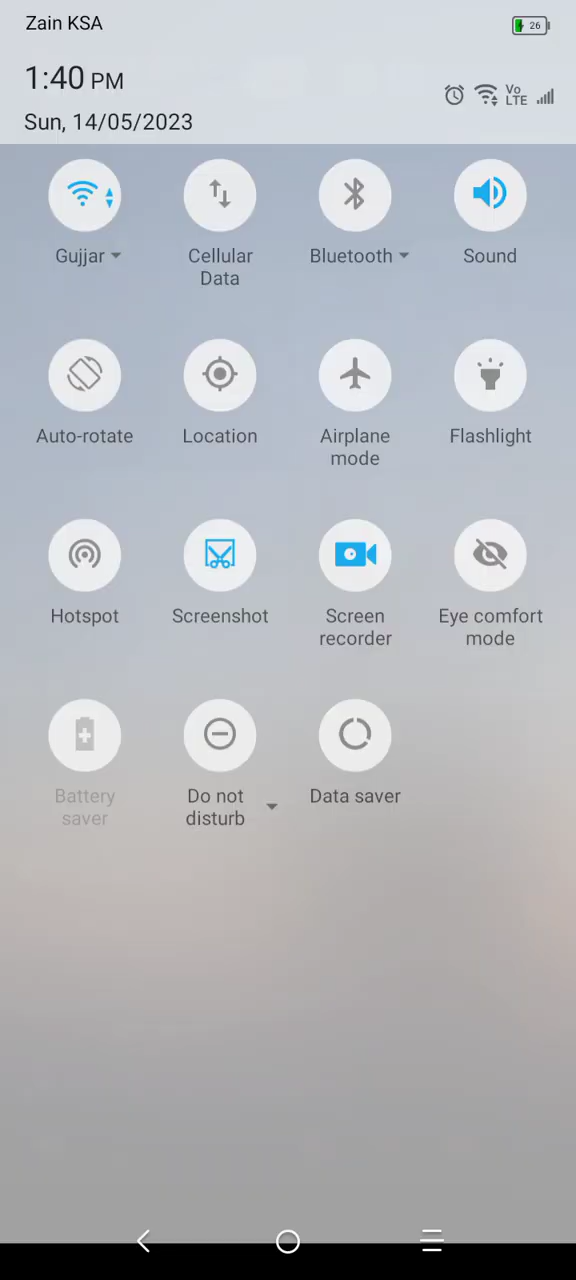 Zain KSA
26
1:40 PM
Vo
LTE
Sun, 14/05/2023
Gujjar
Cellular
Data
Bluetooth
Sound
Auto-rotate
Location
Airplane
mode
Flashlight
Hotspot
Screenshot
Screen
recorder
Eye comfort
mode
Battery
saver
Do not
disturb
Data saver